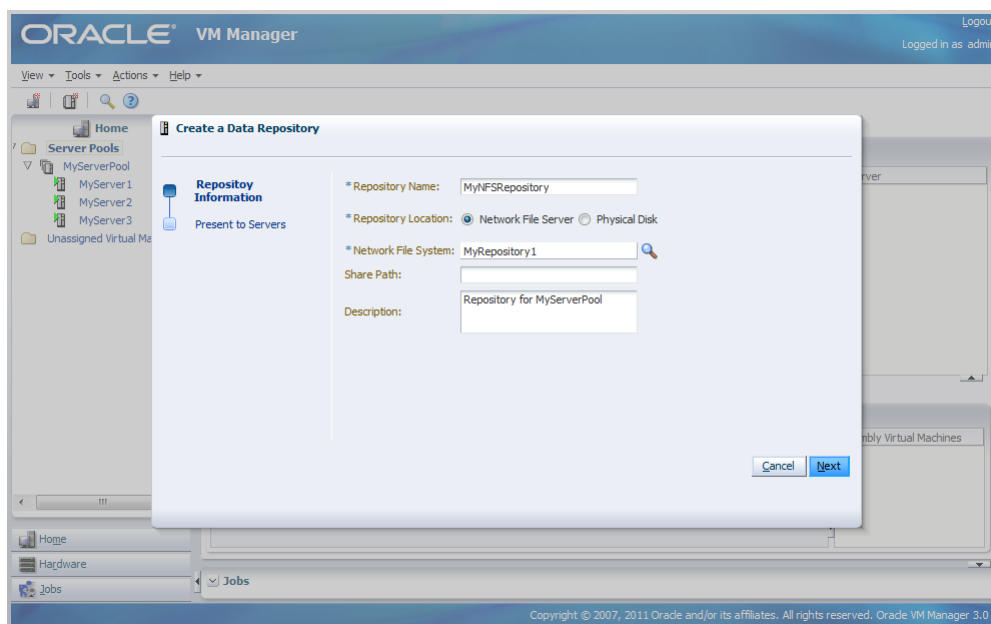 ORACLE® VM Manager
Logou
Logged in as admi
View Tools Actions Help
Home
Server Pools
MyServerPool
MyServer1
MyServer2
MyServer3
Unassigned Virtual Ma
Create a Data Repository
Repositoy
Information
Present to Servers
*Repository Name: MyNFSRepository
*Repository Location: Network File Server Physical Disk
*Network File System: MyRepository1
Share Path:
Description: Repository for MyServerPool
Cancel Next
rver
mbly Virtual Machines
Home
Hardware
Jobs
Jobs
Copyright © 2007, 2011 Oracle and/or its affiliates. All rights reserved. Oracle VM Manager 3.0